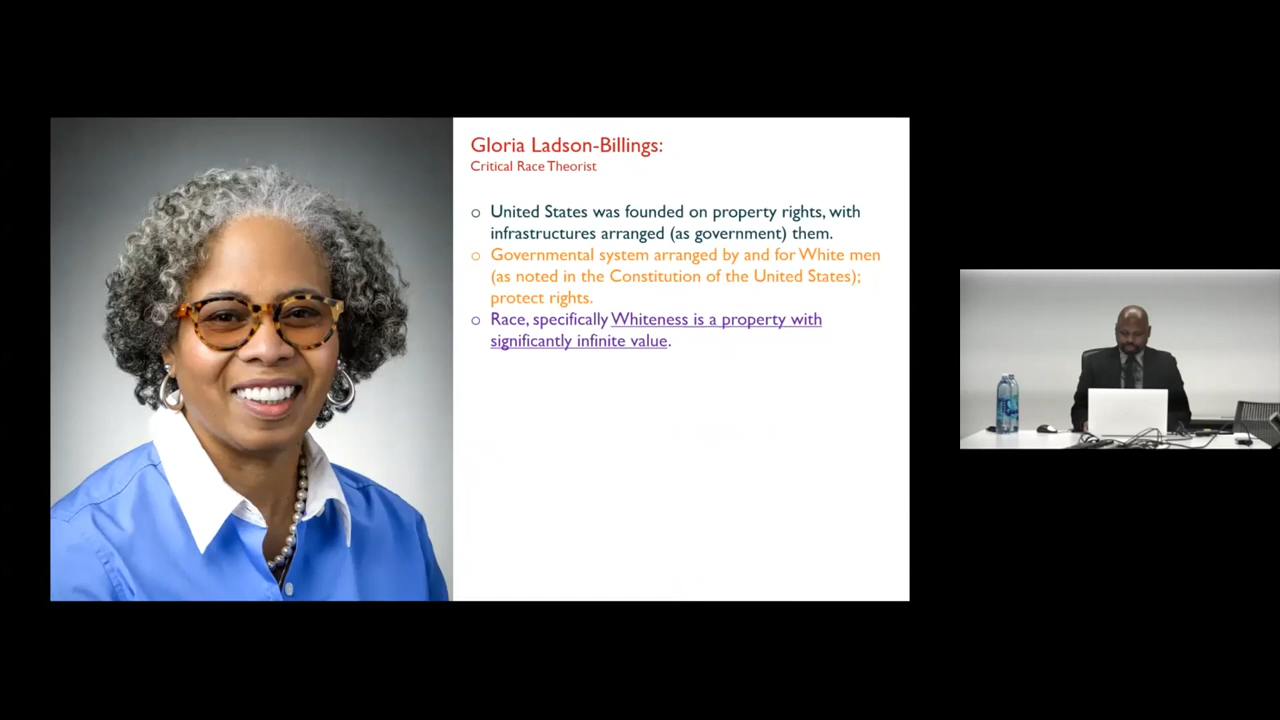 Gloria Ladson-Billings:
Critical Race Theorist
○ United States was founded on property rights, with
infrastructures arranged (as government) them.
○ Governmental system arranged by and for White men
(as noted in the Constitution of the United States);
protect rights.
○ Race, specifically Whiteness is a property with
significantly infinite value.